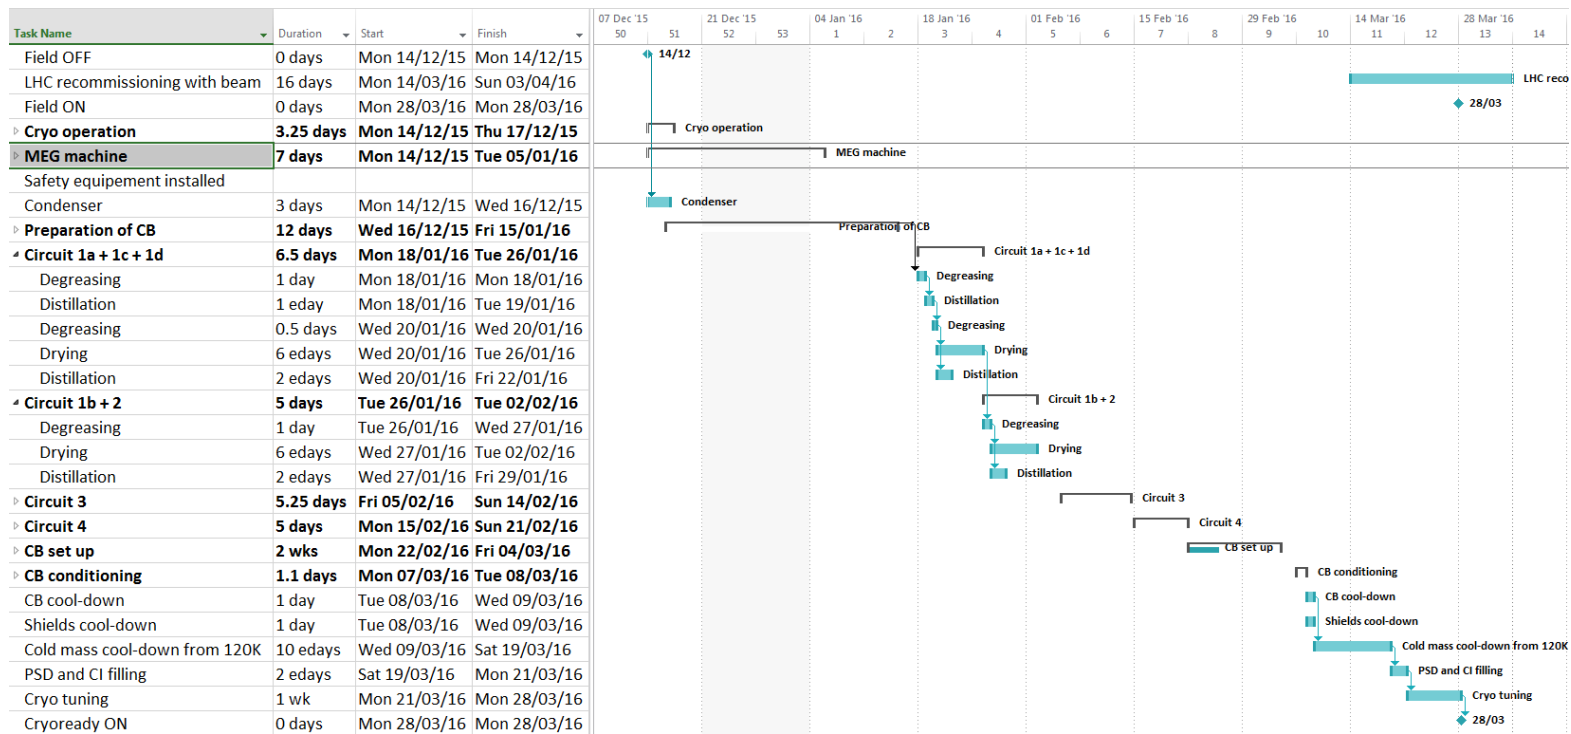 07 Dec '15 21 Dec '15 04 Jan '16 18 Jan '16 01 Feb '16 15 Feb '16 29 Feb '16 14 Mar '16 28 Mar '16
Task Name Duration Start Finish 50 51 52 53 1 2 3 4 5 6 7 8 9 10 11 12 13 14
Field OFF 0 days Mon 14/12/15 Mon 14/12/15 14/12
LHC recommissioning with beam 16 days Mon 14/03/16 Sun 03/04/16 LHC reco
Field ON 0 days Mon 28/03/16 Mon 28/03/16 28/03
Cryo operation 3.25 days Mon 14/12/15 Thu 17/12/15 Cryo operation
MEG machine 7 days Mon 14/12/15 Tue 05/01/16 MEG machine
Safety equipement installed
Condenser 3 days Mon 14/12/15 Wed 16/12/15 Condenser
Preparation of CB 12 days Wed 16/12/15 Fri 15/01/16 Preparation of CB
Circuit 1a + 1c + 1d 6.5 days Mon 18/01/16 Tue 26/01/16 Circuit 1a + 1c + 1d
Degreasing 1 day Mon 18/01/16 Mon 18/01/16 Degreasing
Distillation 1 eday Mon 18/01/16 Tue 19/01/16 Distillation
Degreasing 0.5 days Wed 20/01/16 Wed 20/01/16 Degreasing
Drying 6 edays Wed 20/01/16 Tue 26/01/16 Drying
Distillation 2 edays Wed 20/01/16 Fri 22/01/16 Distillation
Circuit 1b + 2 5 days Tue 26/01/16 Tue 02/02/16 Circuit 1b + 2
Degreasing 1 day Tue 26/01/16 Wed 27/01/16 Degreasing
Drying 6 edays Wed 27/01/16 Tue 02/02/16 Drying
Distillation 2 edays Wed 27/01/16 Fri 29/01/16 Distillation
Circuit 3 5.25 days Fri 05/02/16 Sun 14/02/16 Circuit 3
Circuit 4 5 days Mon 15/02/16 Sun 21/02/16 Circuit 4
CB set up 2 wks Mon 22/02/16 Fri 04/03/16 CB set up
CB conditioning 1.1 days Mon 07/03/16 Tue 08/03/16 CB conditioning
CB cool-down 1 day Tue 08/03/16 Wed 09/03/16 CB cool-down
Shields cool-down 1 day Tue 08/03/16 Wed 09/03/16 Shields cool-down
Cold mass cool-down from 120K 10 edays Wed 09/03/16 Sat 19/03/16 Cold mass cool-down from 120K
PSD and CI filling 2 edays Sat 19/03/16 Mon 21/03/16 PSD and CI filling
Cryo tuning 1 wk Mon 21/03/16 Mon 28/03/16 Cryo tuning
Cryoready ON 0 days Mon 28/03/16 Mon 28/03/16 28/03